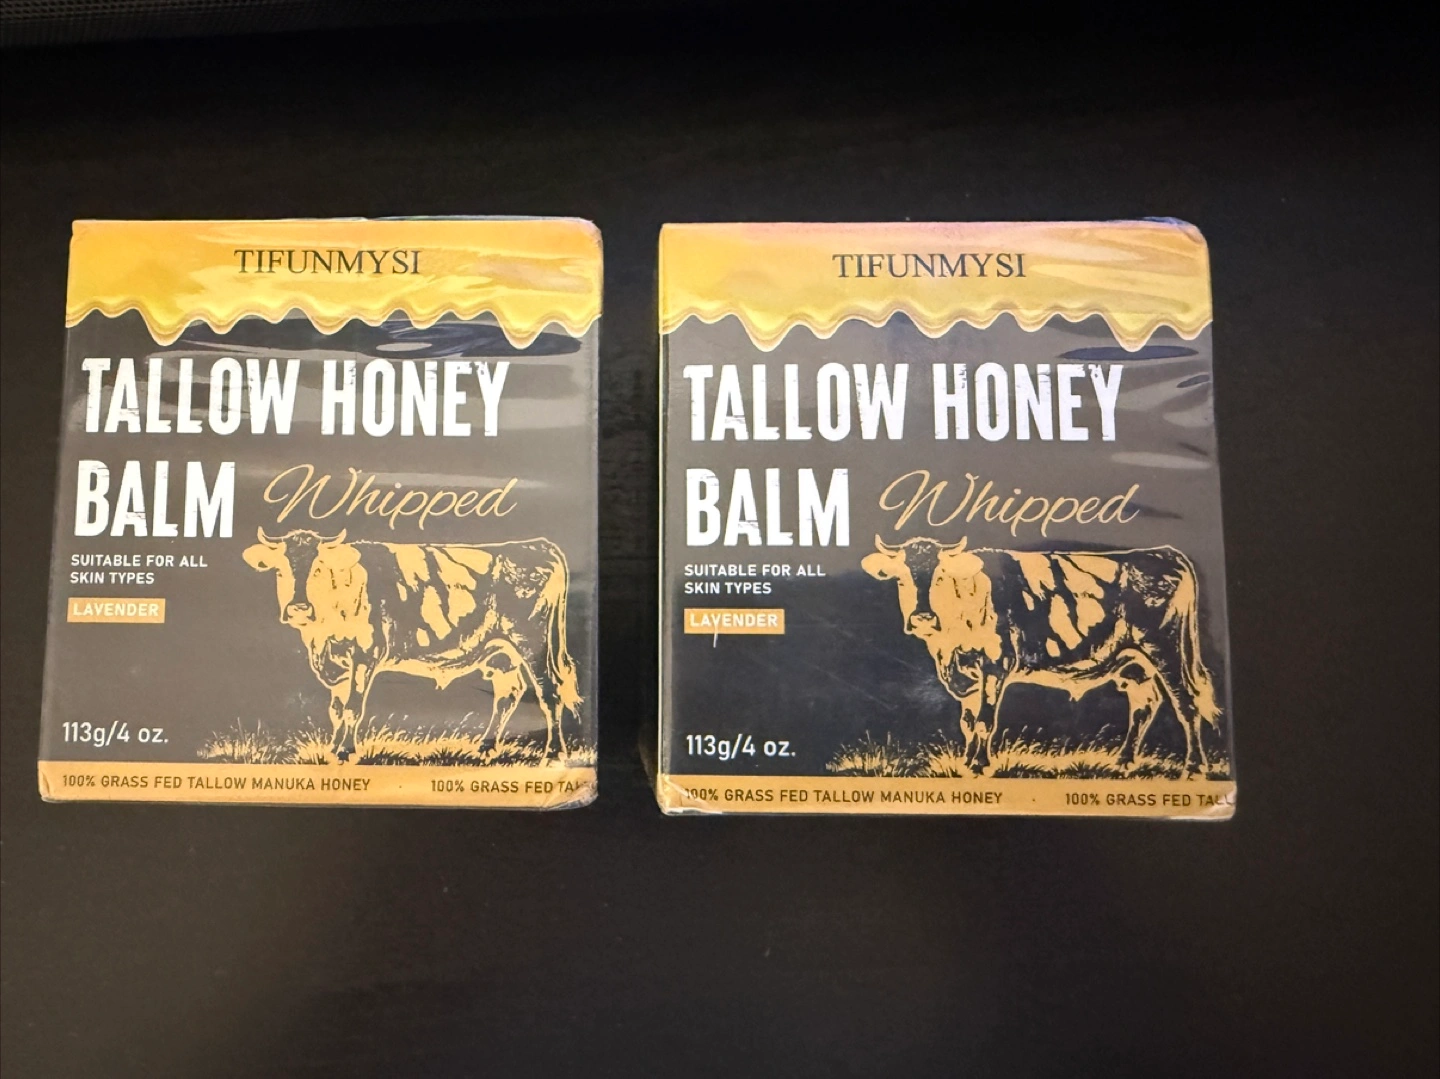 TIFUNMYSI
TALLOW HONEY
BALM Whipped
SUITABLE FOR ALL
SKIN TYPES
LAVENDER
113g/4 oz.
100% GRASS FED TALLOW MANUKA HONEY 100% GRASS FED
TIFUNMYSI
TALLOW HONEY
BALM Whipped
SUITABLE FOR ALL
SKIN TYPES
LAVENDER
113g/4 oz.
100% GRASS FED TALLOW MANUKA HONEY 100% GRASS FED